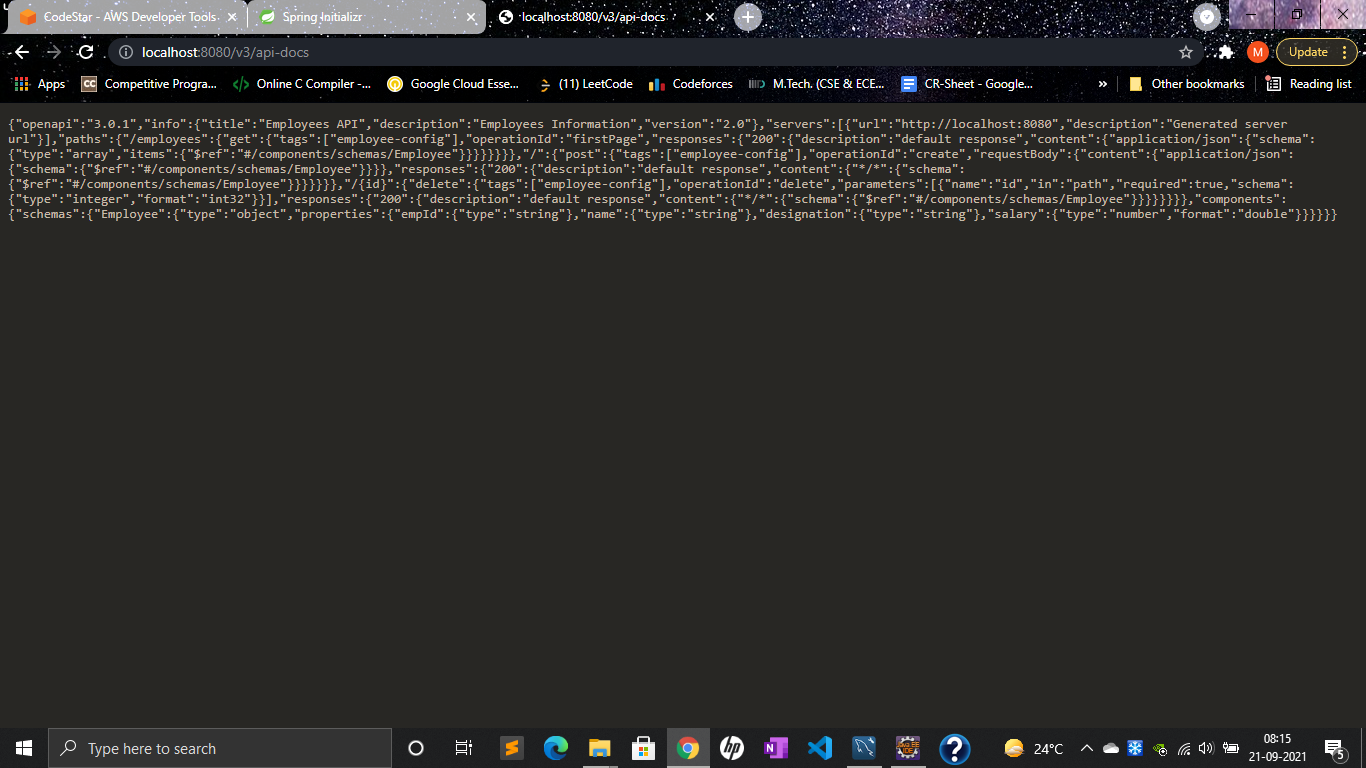 CodeStar - AWS Developer Tools
Spring Initializr
localhost:8080/v3/api-docs
localhost:8080/v3/api-docs
M
Update
Apps
CC
Competitive Progra...
Online C Compiler -...
Google Cloud Esse...
(11) LeetCode
Codeforces
M.Tech. (CSE & ECE...
CR-Sheet - Google...
»
Other bookmarks
Reading list
{"openapi":"3.0.1","info":{"title":"Employees API","description":"Employees Information","version":"2.0"},"servers":[{"url":"http://localhost:8080","description":"Generated server
url"}],"paths":{"/employees":{"get":{"tags":["employee-config"],"operationId":"firstPage","responses":{"200":{"description":"default response","content":{"application/json":{"schema":
{"type":"array","items":{"$ref":"#/components/schemas/Employee"}}}}}}}},"/":{"post":{"tags":["employee-config"],"operationId":"create","requestBody":{"content":{"application/json":
{"schema":{"$ref":"#/components/schemas/Employee"}}}},"responses":{"200":{"description":"default response","content":{"*/*":{"schema":
{"$ref":"#/components/schemas/Employee"}}}}}}},"/{id}":{"delete":{"tags":["employee-config"],"operationId":"delete","parameters":[{"name":"id","in":"path","required":true,"schema":
{"type":"integer","format":"int32"}}],"responses":{"200":{"description":"default response","content":{"*/*":{"schema":{"$ref":"#/components/schemas/Employee"}}}}}}}},"components":
{"schemas":{"Employee":{"type":"object","properties":{"empId":{"type":"string"},"name":{"type":"string"},"designation":{"type":"string"},"salary":{"type":"number","format":"double"}}}}}}
Type here to search
hp
24°C
08:15
21-09-2021
5